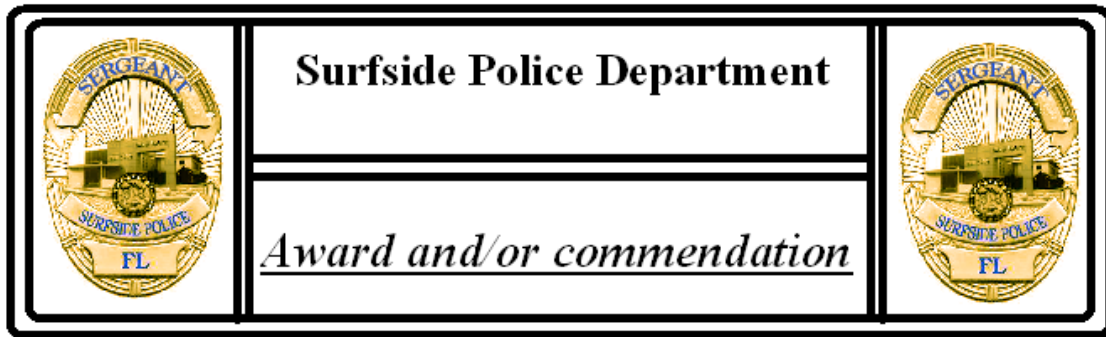 SERGEANT
SURFSIDE POLICE
FL
Surfside Police Department
Award and/or commendation
SERGEANT
SURFSIDE POLICE
FL